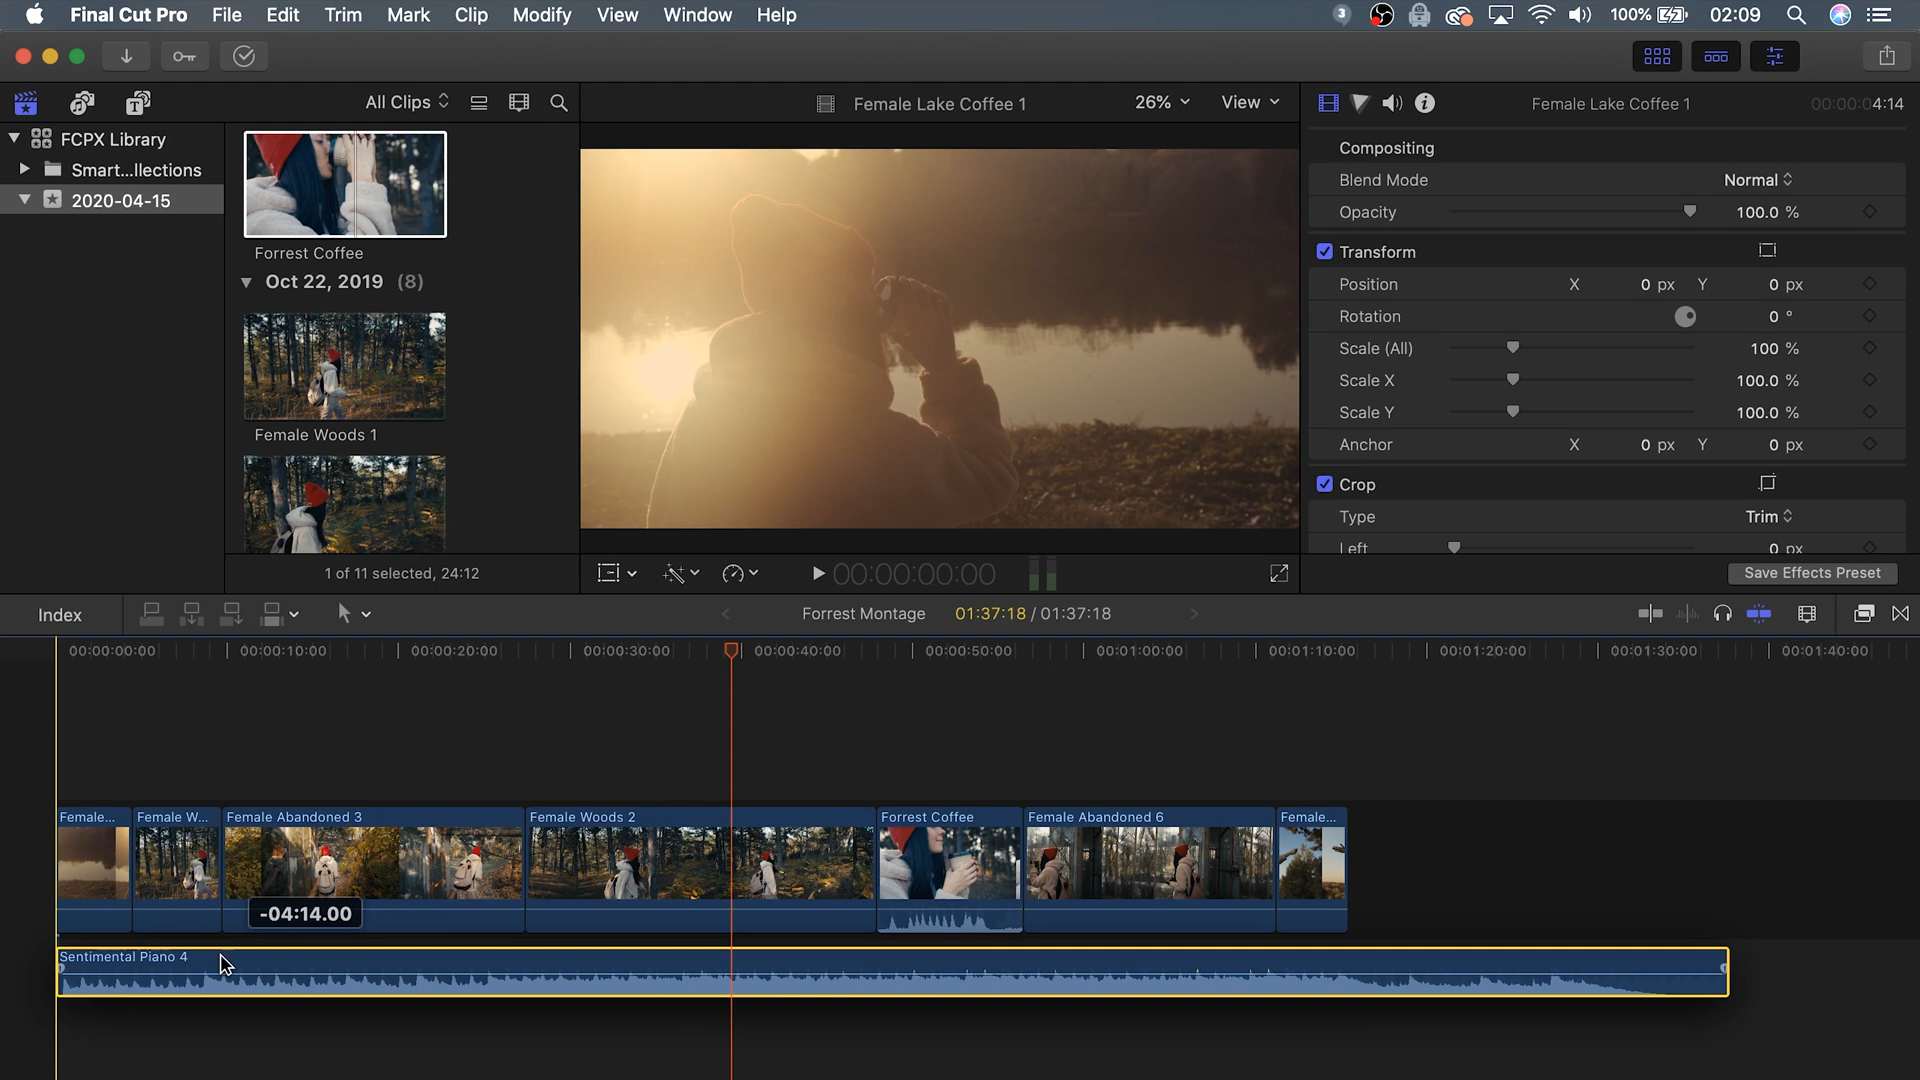 Final Cut Pro File Edit Trim Mark Clip Modify View Window Help 3 100% 02:09
All Clips Female Lake Coffee 1 26% View Female Lake Coffee 1 00:00:04:14
FCPX Library
Smart...llections
2020-04-15
Forrest Coffee
Oct 22, 2019 (8)
Female Woods 1
1 of 11 selected, 24:12
00:00:00:00
Compositing
Blend Mode Normal
Opacity 100.0 %
Transform
Position X 0 px Y 0 px
Rotation 0 °
Scale (All) 100 %
Scale X 100.0 %
Scale Y 100.0 %
Anchor X 0 px Y 0 px
Crop
Type Trim
Left 0 px
Save Effects Preset
Index Forrest Montage 01:37:18 / 01:37:18
00:00:00:00 00:00:10:00 00:00:20:00 00:00:30:00 00:00:40:00 00:00:50:00 00:01:00:00 00:01:10:00 00:01:20:00 00:01:30:00 00:01:40:00
Female... Female W... Female Abandoned 3 Female Woods 2 Forrest Coffee Female Abandoned 6 Female...
-04:14.00
Sentimental Piano 4